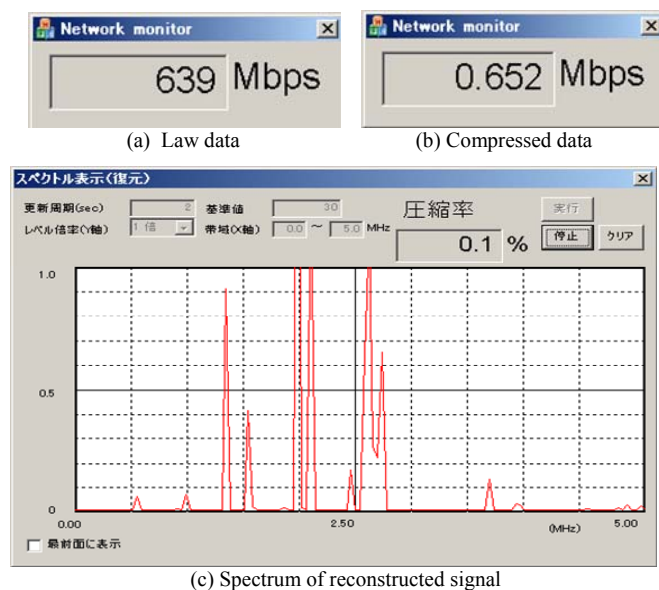 Network monitor
Network monitor
639 Mbps
0.652 Mbps
(a) Law data
(b) Compressed data
スペクトル表示(復元)
更新周期(sec) 2 基準値 30 圧縮率 実行
レベル倍率(Y軸) 1 倍 帯域(X軸) 0.0 ~ 5.0 MHz 0.1 % 停止 クリア
1.0
0.5
0
0.00 2.50 (MHz) 5.00
最前面に表示
(c) Spectrum of reconstructed signal